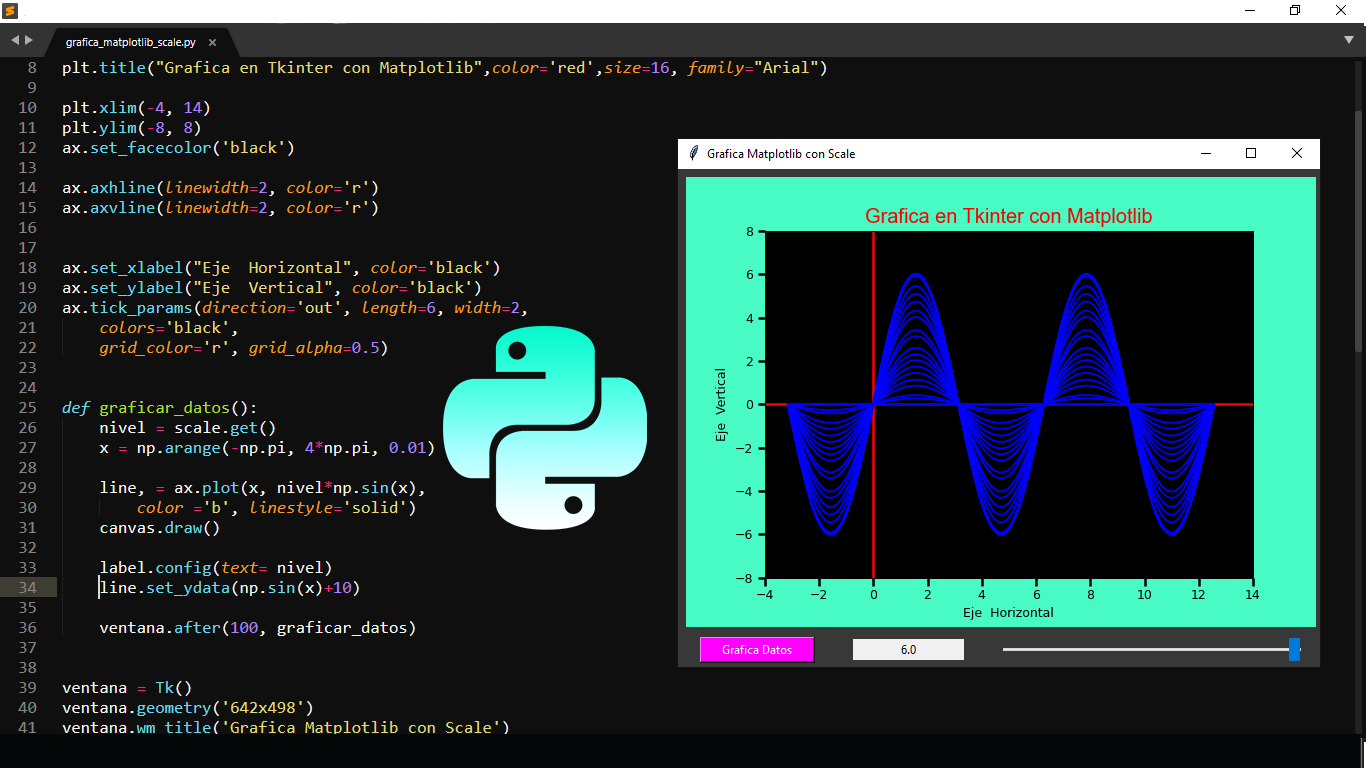 grafica_matplotlib_scale.py ×
8 plt.title("Grafica en Tkinter con Matplotlib",color='red',size=16, family="Arial")
9
10 plt.xlim(-4, 14)
11 plt.ylim(-8, 8)
12 ax.set_facecolor('black')
13
14 ax.axhline(linewidth=2, color='r')
15 ax.axvline(linewidth=2, color='r')
16
17
18 ax.set_xlabel("Eje  Horizontal", color='black')
19 ax.set_ylabel("Eje  Vertical", color='black')
20 ax.tick_params(direction='out', length=6, width=2,
21     colors='black',
22     grid_color='r', grid_alpha=0.5)
23
24
25 def graficar_datos():
26     nivel = scale.get()
27     x = np.arange(-np.pi, 4*np.pi, 0.01)
28
29     line, = ax.plot(x, nivel*np.sin(x),
30         color ='b', linestyle='solid')
31     canvas.draw()
32
33     label.config(text= nivel)
34     line.set_ydata(np.sin(x)+10)
35
36     ventana.after(100, graficar_datos)
37
38
39 ventana = Tk()
40 ventana.geometry('642x498')
41 ventana.wm_title('Grafica Matplotlib con Scale')
Grafica Matplotlib con Scale
Grafica en Tkinter con Matplotlib
8
6
4
2
0
−2
−4
−6
−8
Eje  Vertical
−4 −2 0 2 4 6 8 10 12 14
Eje  Horizontal
Grafica Datos 6.0